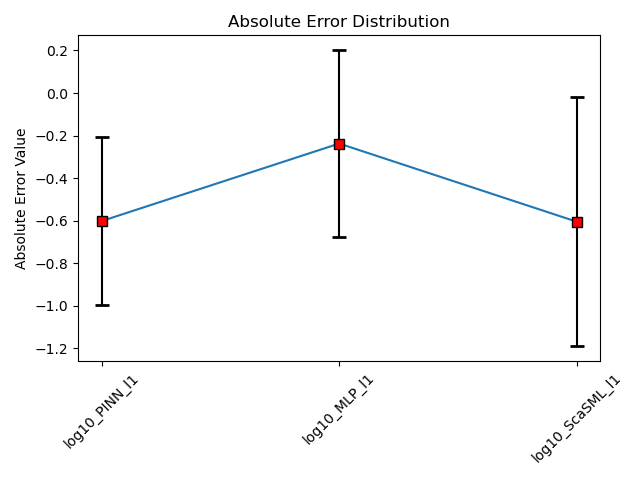 Absolute Error Distribution
Absolute Error Value
0.2
0.0
−0.2
−0.4
−0.6
−0.8
−1.0
−1.2
log10_PINN_l1
log10_MLP_l1
log10_ScaSML_l1